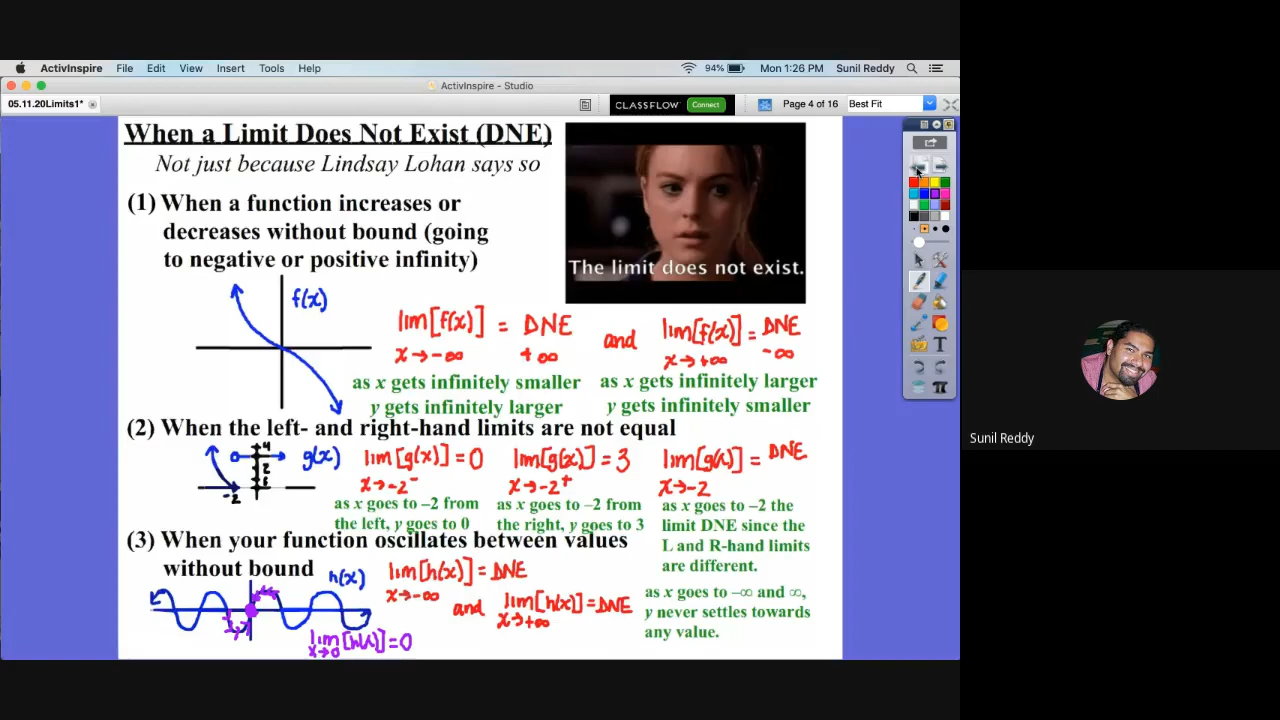 ActivInspire File Edit View Insert Tools Help 94% Mon 1:26 PM Sunil Reddy
ActivInspire - Studio
05.11.20Limits1* CLASSFLOW Connect Page 4 of 16 Best Fit
When a Limit Does Not Exist (DNE)
Not just because Lindsay Lohan says so
The limit does not exist.
(1) When a function increases or
decreases without bound (going
to negative or positive infinity)
f(x)
lim[f(x)] = DNE
x→-∞ +∞
and
lim[f(x)] = DNE
x→+∞ -∞
as x gets infinitely smaller
y gets infinitely larger
as x gets infinitely larger
y gets infinitely smaller
(2) When the left- and right-hand limits are not equal
g(x)
4
2
-2
lim[g(x)] = 0
x→-2⁻
as x goes to –2 from
the left, y goes to 0
lim[g(x)] = 3
x→-2⁺
as x goes to –2 from
the right, y goes to 3
lim[g(x)] = DNE
x→-2
as x goes to –2 the
limit DNE since the
L and R-hand limits
are different.
(3) When your function oscillates between values
without bound
h(x)
lim[h(x)] = DNE
x→-∞
and
lim[h(x)] = DNE
x→+∞
lim[h(x)] = 0
x→0
as x goes to –∞ and ∞,
y never settles towards
any value.
Sunil Reddy